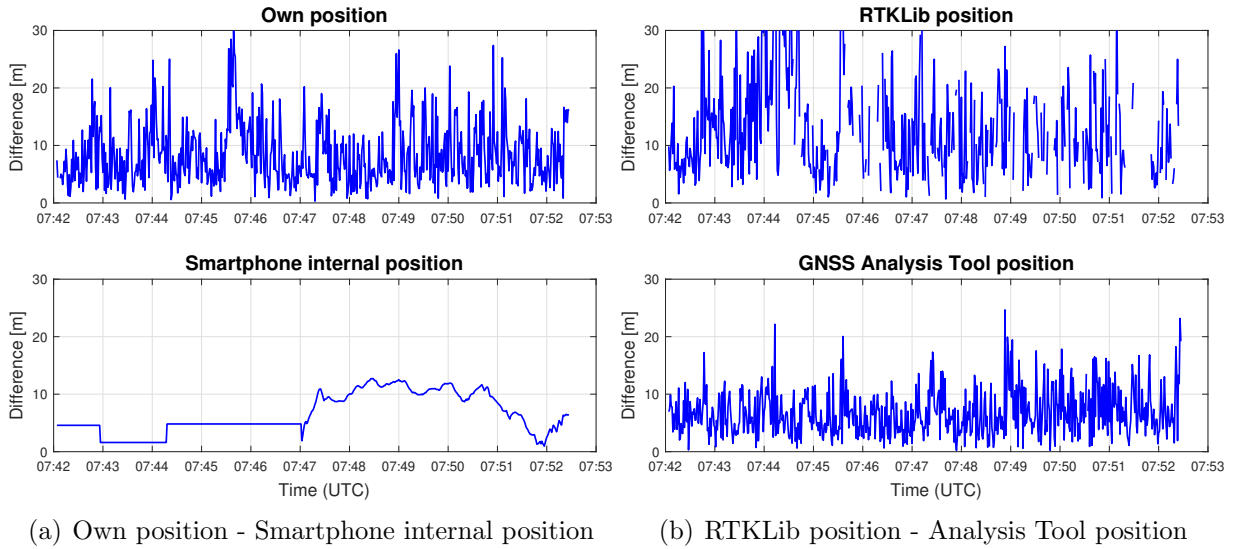 Own position
Difference [m]
30
20
10
0
07:42 07:43 07:44 07:45 07:46 07:47 07:48 07:49 07:50 07:51 07:52 07:53
Smartphone internal position
Difference [m]
30
20
10
0
07:42 07:43 07:44 07:45 07:46 07:47 07:48 07:49 07:50 07:51 07:52 07:53
Time (UTC)
(a) Own position - Smartphone internal position
RTKLib position
Difference [m]
30
20
10
0
07:42 07:43 07:44 07:45 07:46 07:47 07:48 07:49 07:50 07:51 07:52 07:53
GNSS Analysis Tool position
Difference [m]
30
20
10
0
07:42 07:43 07:44 07:45 07:46 07:47 07:48 07:49 07:50 07:51 07:52 07:53
Time (UTC)
(b) RTKLib position - Analysis Tool position